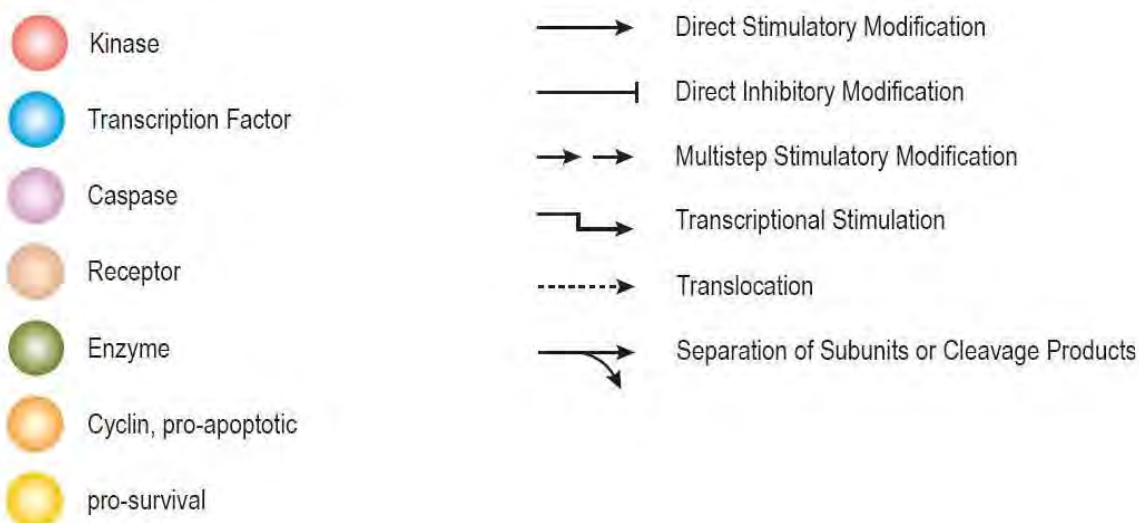 Kinase
Transcription Factor
Caspase
Receptor
Enzyme
Cyclin, pro-apoptotic
pro-survival
Direct Stimulatory Modification
Direct Inhibitory Modification
Multistep Stimulatory Modification
Transcriptional Stimulation
Translocation
Separation of Subunits or Cleavage Products